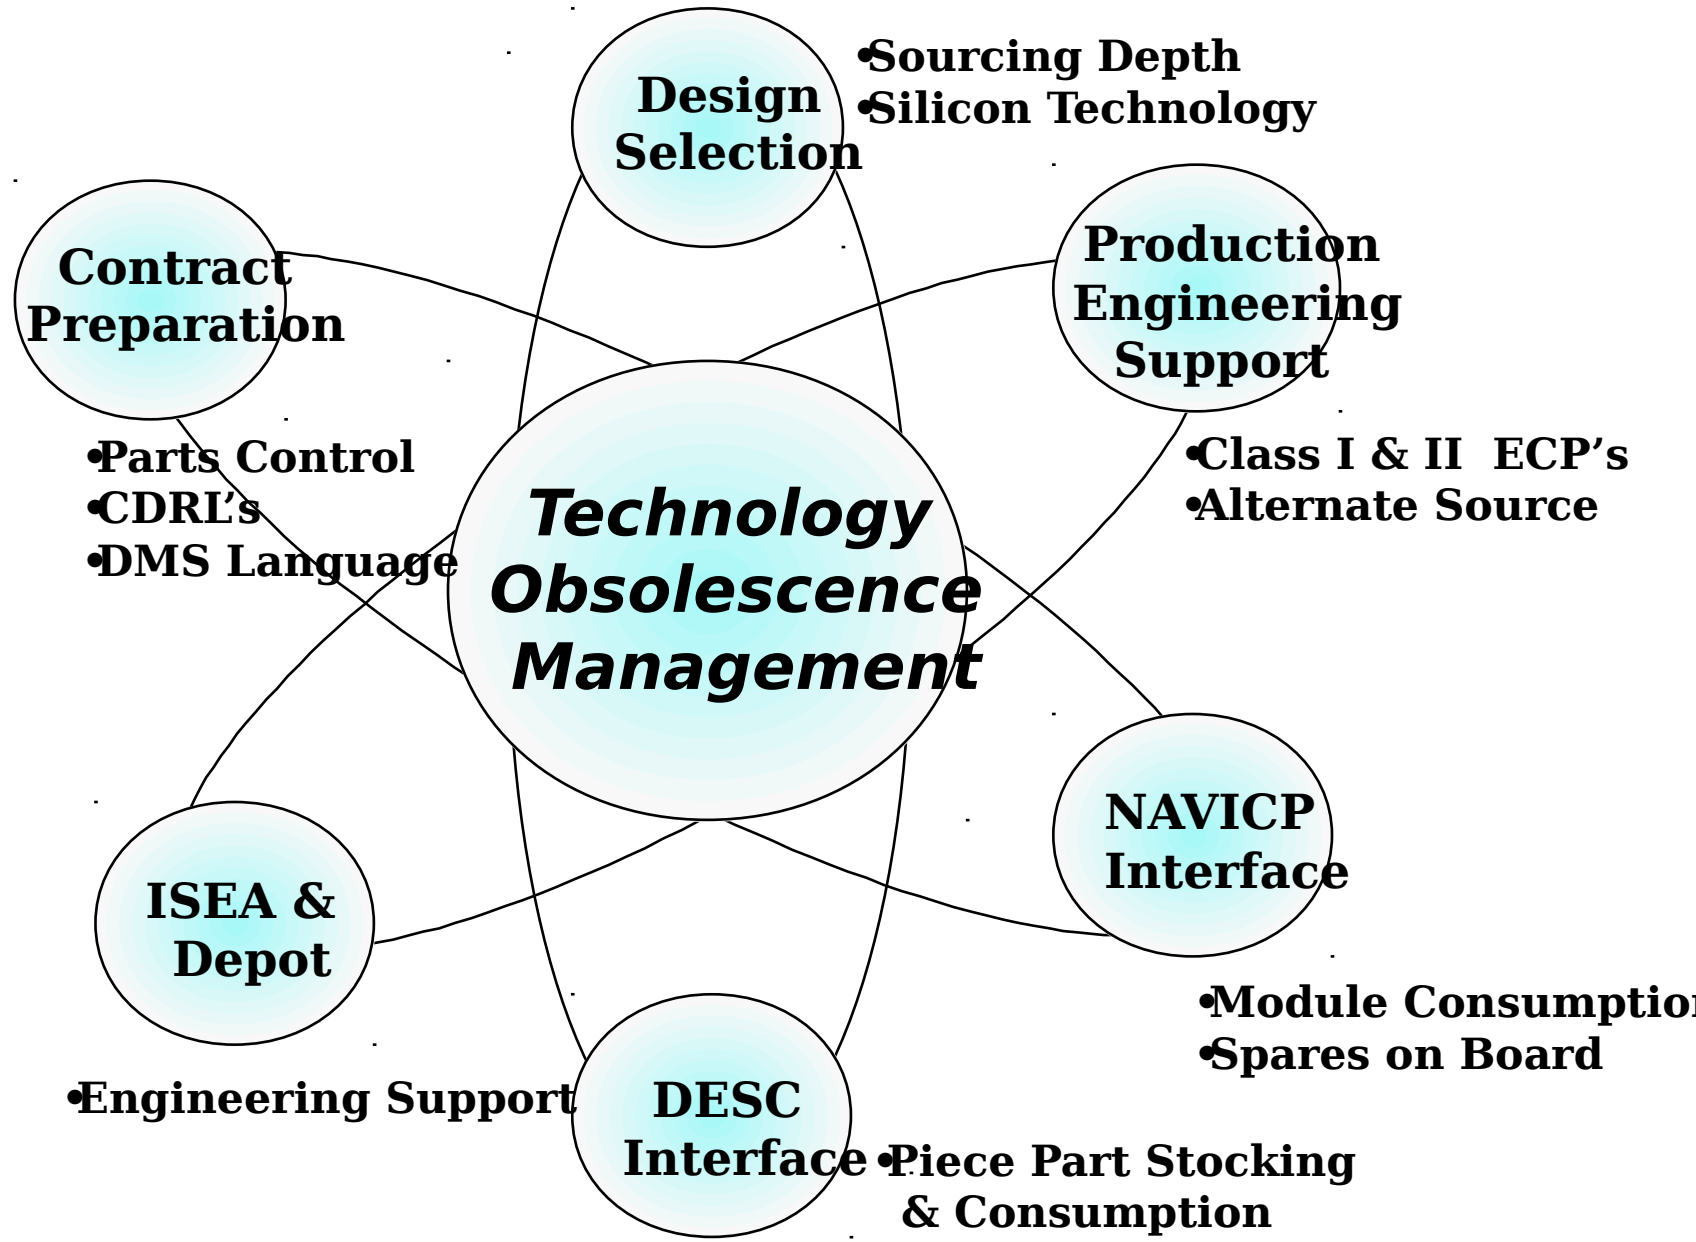 Design
Selection
•Sourcing Depth
•Silicon Technology
Contract
Preparation
•Parts Control
•CDRL’s
•DMS Language
Production
Engineering
Support
•Class I & II  ECP’s
•Alternate Source
Technology
Obsolescence
Management
ISEA &
Depot
•Engineering Support
NAVICP
Interface
•Module Consumption
•Spares on Board
DESC
Interface
•Piece Part Stocking
& Consumption